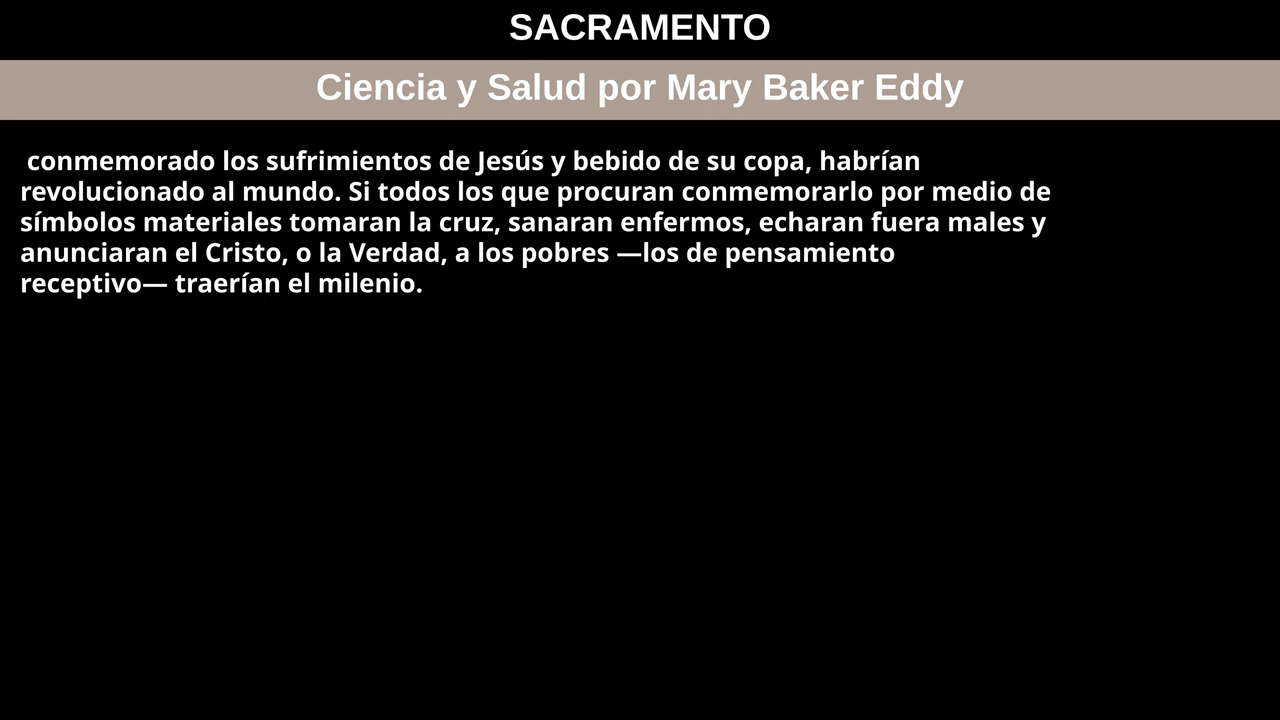 SACRAMENTO
Ciencia y Salud por Mary Baker Eddy
conmemorado los sufrimientos de Jesús y bebido de su copa, habrían
revolucionado al mundo. Si todos los que procuran conmemorarlo por medio de
símbolos materiales tomaran la cruz, sanaran enfermos, echaran fuera males y
anunciaran el Cristo, o la Verdad, a los pobres —los de pensamiento
receptivo— traerían el milenio.